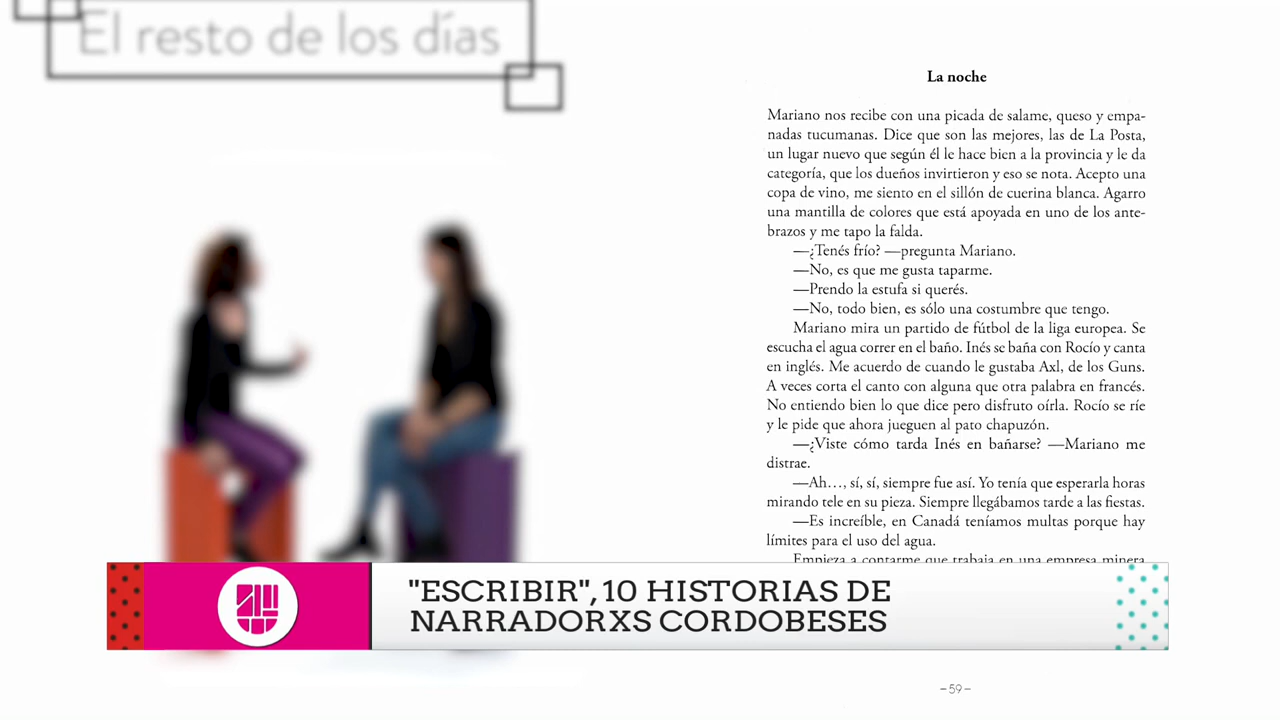 El resto de los días
La noche
Mariano nos recibe con una picada de salame, queso y empa-
nadas tucumanas. Dice que son las mejores, las de La Posta,
un lugar nuevo que según él le hace bien a la provincia y le da
categoría, que los dueños invirtieron y eso se nota. Acepto una
copa de vino, me siento en el sillón de cuerina blanca. Agarro
una mantilla de colores que está apoyada en uno de los ante-
brazos y me tapo la falda.
—¿Tenés frío? —pregunta Mariano.
—No, es que me gusta taparme.
—Prendo la estufa si querés.
—No, todo bien, es sólo una costumbre que tengo.
Mariano mira un partido de fútbol de la liga europea. Se
escucha el agua correr en el baño. Inés se baña con Rocío y canta
en inglés. Me acuerdo de cuando le gustaba Axl, de los Guns.
A veces corta el canto con alguna que otra palabra en francés.
No entiendo bien lo que dice pero disfruto oírla. Rocío se ríe
y le pide que ahora jueguen al pato chapuzón.
—¿Viste cómo tarda Inés en bañarse? —Mariano me
distrae.
—Ah…, sí, sí, siempre fue así. Yo tenía que esperarla horas
mirando tele en su pieza. Siempre llegábamos tarde a las fiestas.
—Es increíble, en Canadá teníamos multas porque hay
límites para el uso del agua.
Empieza a contarme que trabaja en una empresa minera
"ESCRIBIR", 10 HISTORIAS DE
NARRADORXS CORDOBESES
– 59 –